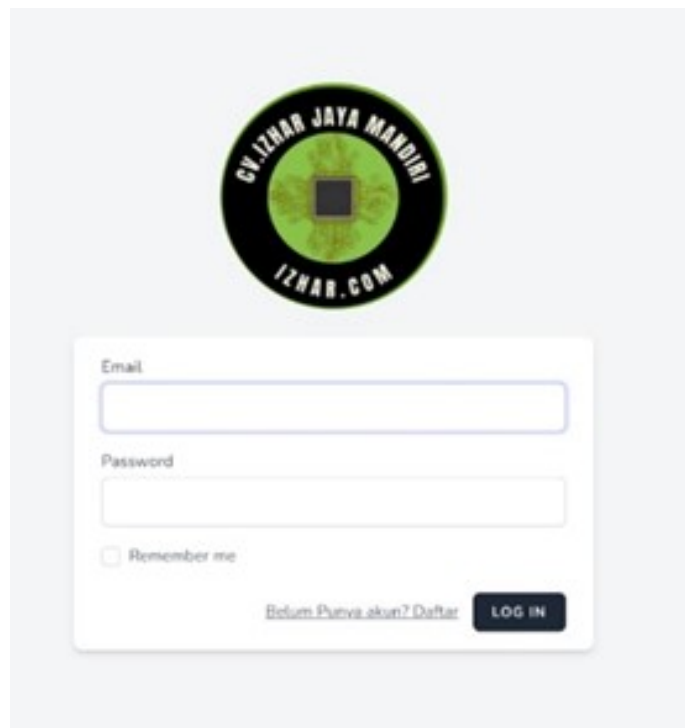 CV.IZHAR JAYA MANDIRI
IZHAR.COM
Email
Password
Remember me
Belum Punya akun? Daftar
LOG IN